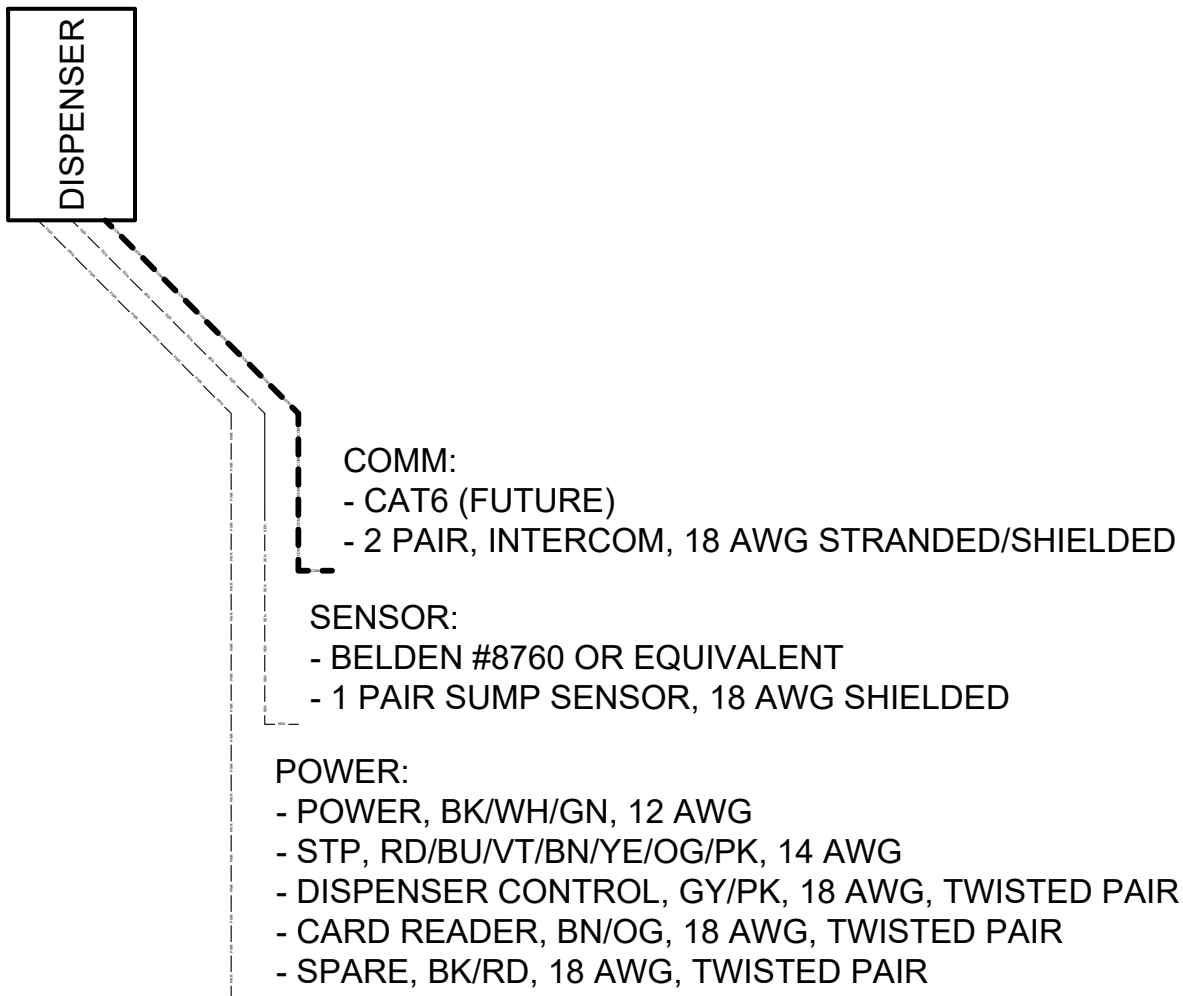 DISPENSER
COMM:
- CAT6 (FUTURE)
- 2 PAIR, INTERCOM, 18 AWG STRANDED/SHIELDED
SENSOR:
- BELDEN #8760 OR EQUIVALENT
- 1 PAIR SUMP SENSOR, 18 AWG SHIELDED
POWER:
- POWER, BK/WH/GN, 12 AWG
- STP, RD/BU/VT/BN/YE/OG/PK, 14 AWG
- DISPENSER CONTROL, GY/PK, 18 AWG, TWISTED PAIR
- CARD READER, BN/OG, 18 AWG, TWISTED PAIR
- SPARE, BK/RD, 18 AWG, TWISTED PAIR